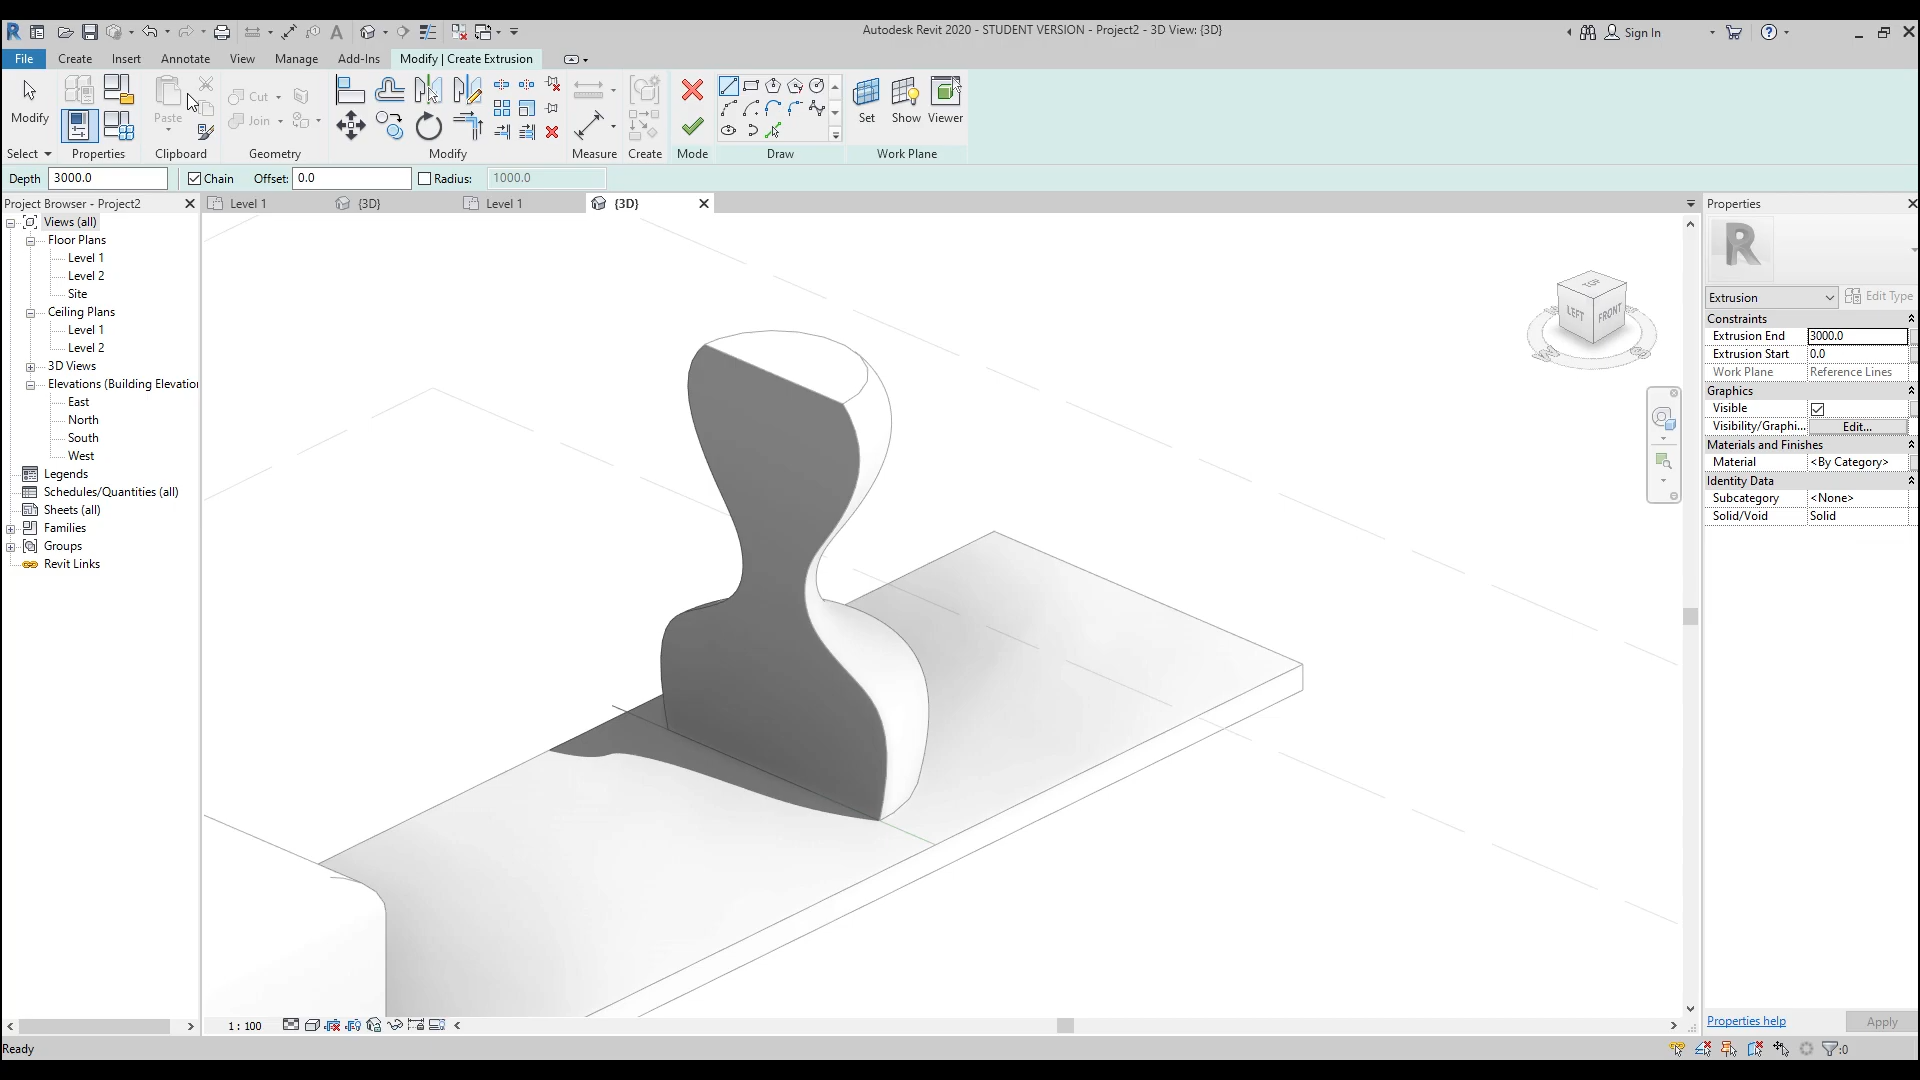 Autodesk Revit 2020 - STUDENT VERSION - Project2 - 3D View: {3D}
Sign In
File Create Insert Annotate View Manage Add-Ins Modify | Create Extrusion
Modify Paste Cut Join Set Show Viewer
Select Properties Clipboard Geometry Modify Measure Create Mode Draw Work Plane
Depth 3000.0 Chain Offset: 0.0 Radius: 1000.0
Project Browser - Project2
Level 1 {3D} Level 1 {3D}
Views (all)
Floor Plans
Level 1
Level 2
Site
Ceiling Plans
Level 1
Level 2
3D Views
Elevations (Building Elevation
East
North
South
West
Legends
Schedules/Quantities (all)
Sheets (all)
Families
Groups
Revit Links
TOP
LEFT FRONT
Properties
R
Extrusion Edit Type
Constraints
Extrusion End 3000.0
Extrusion Start 0.0
Work Plane Reference Lines
Graphics
Visible
Visibility/Graphi... Edit...
Materials and Finishes
Material <By Category>
Identity Data
Subcategory <None>
Solid/Void Solid
Properties help Apply
1 : 100
Ready
:0